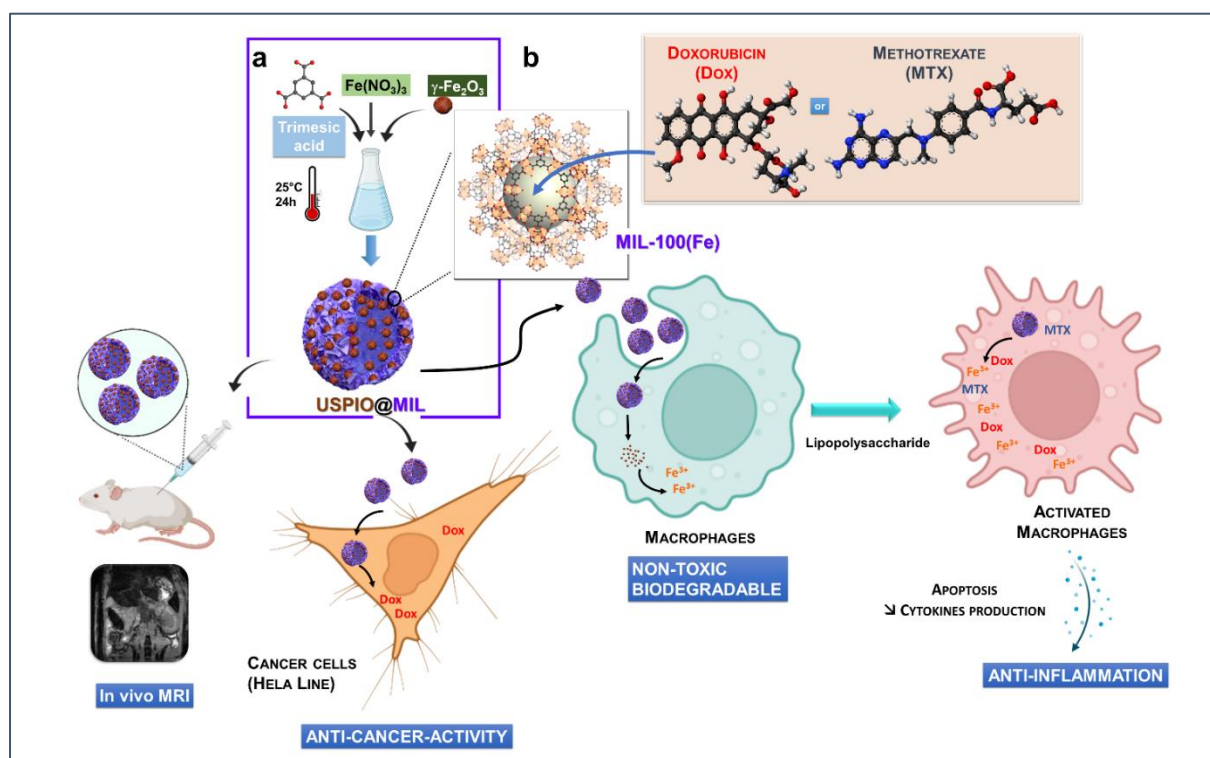 a
Fe(NO₃)₃
γ-Fe₂O₃
Trimesic
acid
25°C
24h
USPIO@MIL
b
DOXORUBICIN
(DOX)
or
METHOTREXATE
(MTX)
MIL-100(Fe)
In vivo MRI
Dox
Dox
Dox
CANCER CELLS
(HELA LINE)
ANTI-CANCER-ACTIVITY
Fe³⁺
Fe³⁺
MACROPHAGES
NON-TOXIC
BIODEGRADABLE
Lipopolysaccharide
MTX
Dox
Fe³⁺
MTX
Fe³⁺
Dox
Fe³⁺
Dox
Fe³⁺
ACTIVATED
MACROPHAGES
APOPTOSIS
↘ CYTOKINES PRODUCTION
ANTI-INFLAMMATION